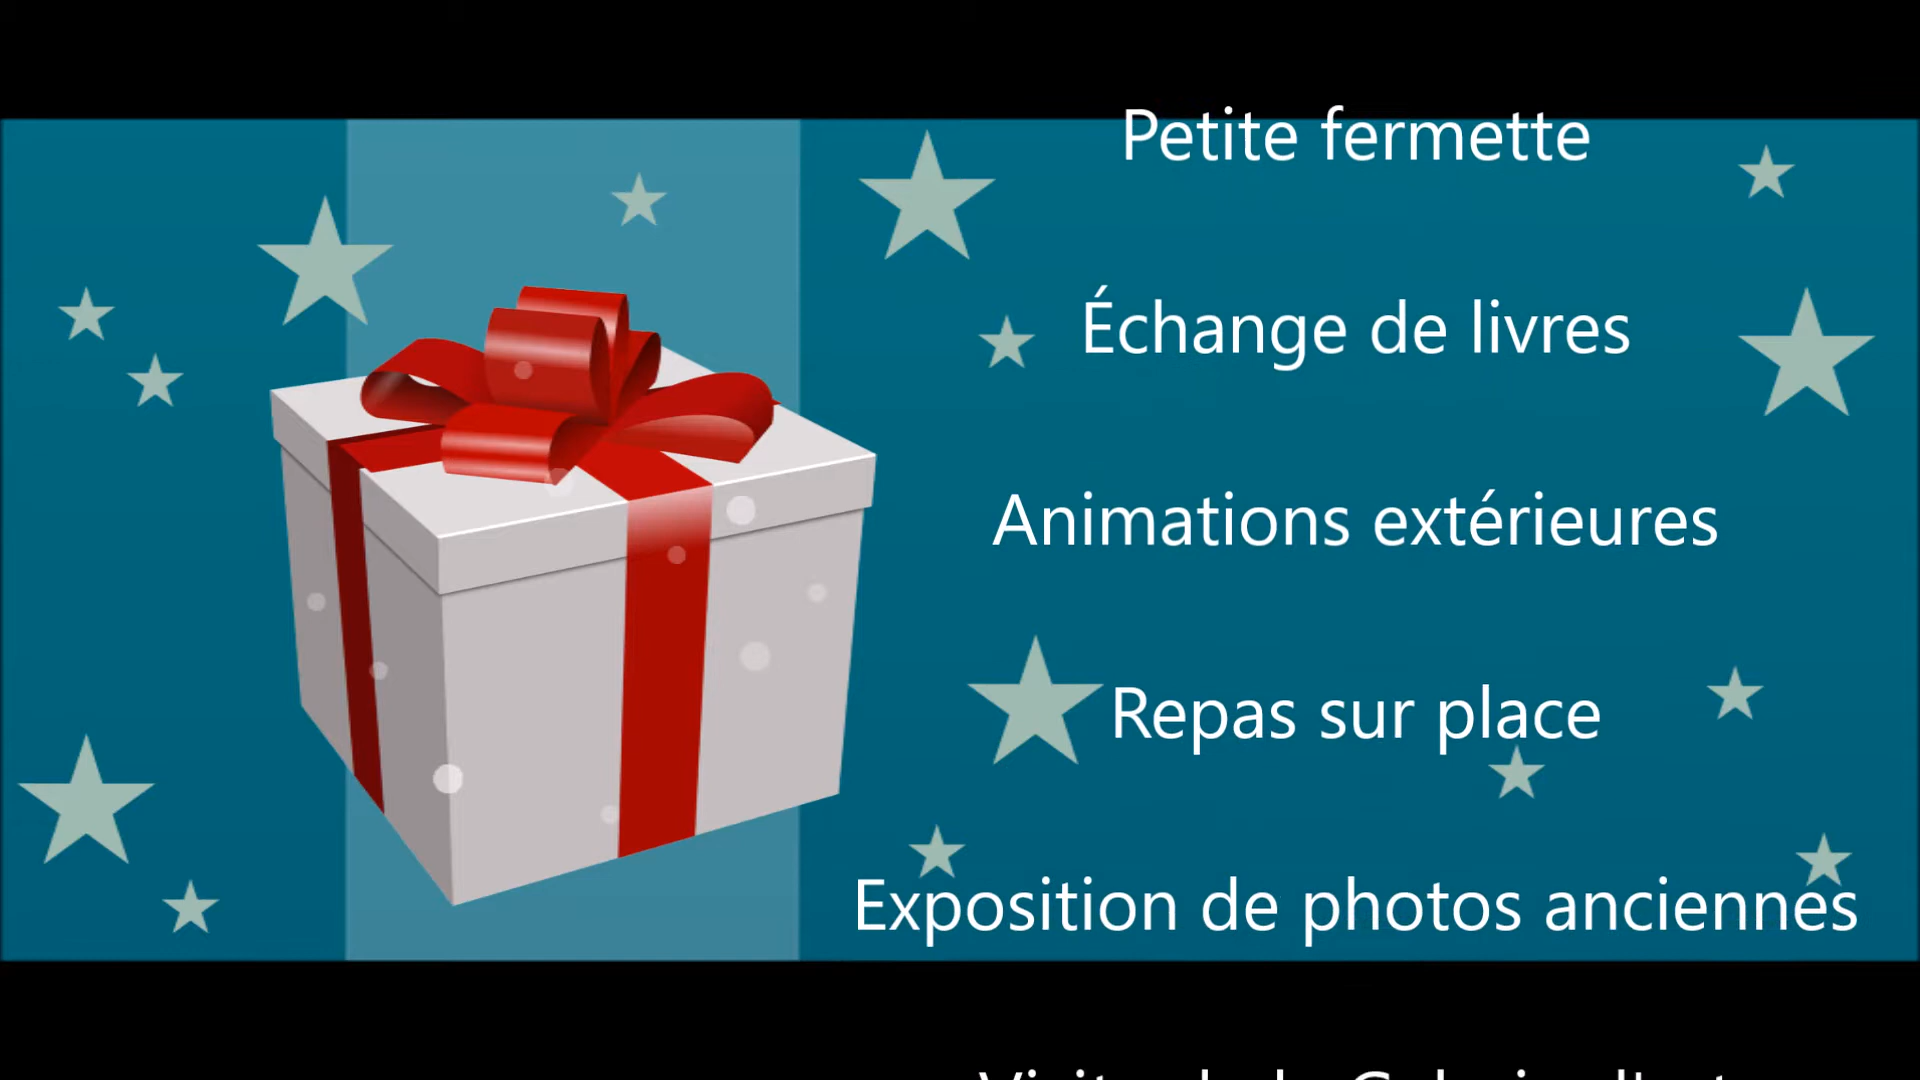 Petite fermette
Échange de livres
Animations extérieures
Repas sur place
Exposition de photos anciennes